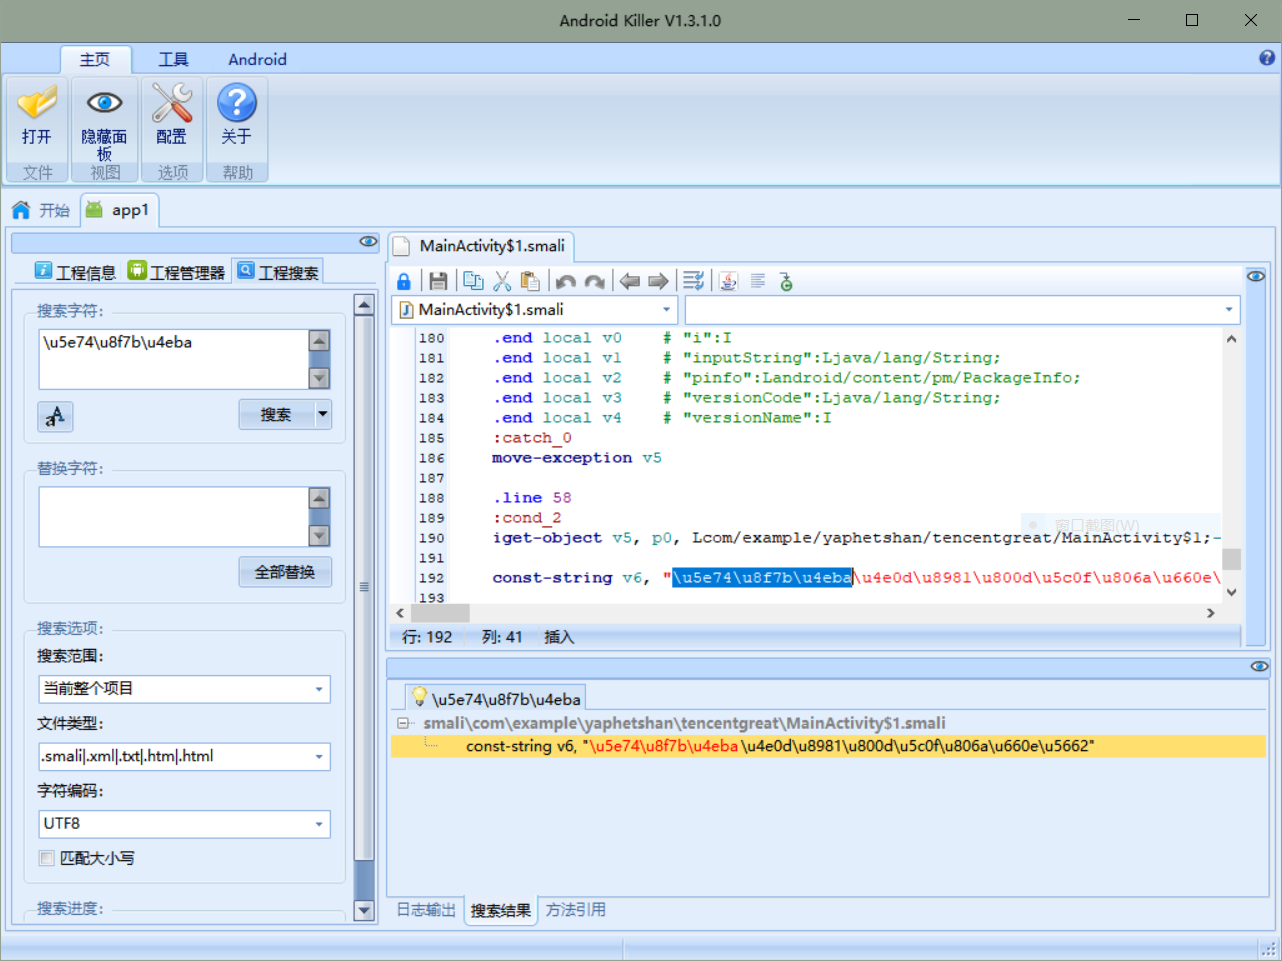 Android Killer V1.3.1.0
主页 工具 Android
打开 隐藏面板 配置 关于
文件 视图 选项 帮助
开始 app1
工程信息 工程管理器 工程搜索
搜索字符:
\u5e74\u8f7b\u4eba
aA
搜索
替换字符:
全部替换
搜索选项:
搜索范围:
当前整个项目
文件类型:
.smali|.xml|.txt|.htm|.html
字符编码:
UTF8
匹配大小写
搜索进度:
MainActivity$1.smali
MainActivity$1.smali
180 .end local v0 # "i":I
181 .end local v1 # "inputString":Ljava/lang/String;
182 .end local v2 # "pinfo":Landroid/content/pm/PackageInfo;
183 .end local v3 # "versionCode":Ljava/lang/String;
184 .end local v4 # "versionName":I
185 :catch_0
186 move-exception v5
187
188 .line 58
189 :cond_2
窗口截图(W)
190 iget-object v5, p0, Lcom/example/yaphetshan/tencentgreat/MainActivity$1;-
191
192 const-string v6, "\u5e74\u8f7b\u4eba\u4e0d\u8981\u800d\u5c0f\u806a\u660e\
193
行: 192 列: 41 插入
\u5e74\u8f7b\u4eba
smali\com\example\yaphetshan\tencentgreat\MainActivity$1.smali
const-string v6, "\u5e74\u8f7b\u4eba\u4e0d\u8981\u800d\u5c0f\u806a\u660e\u5662"
日志输出 搜索结果 方法引用